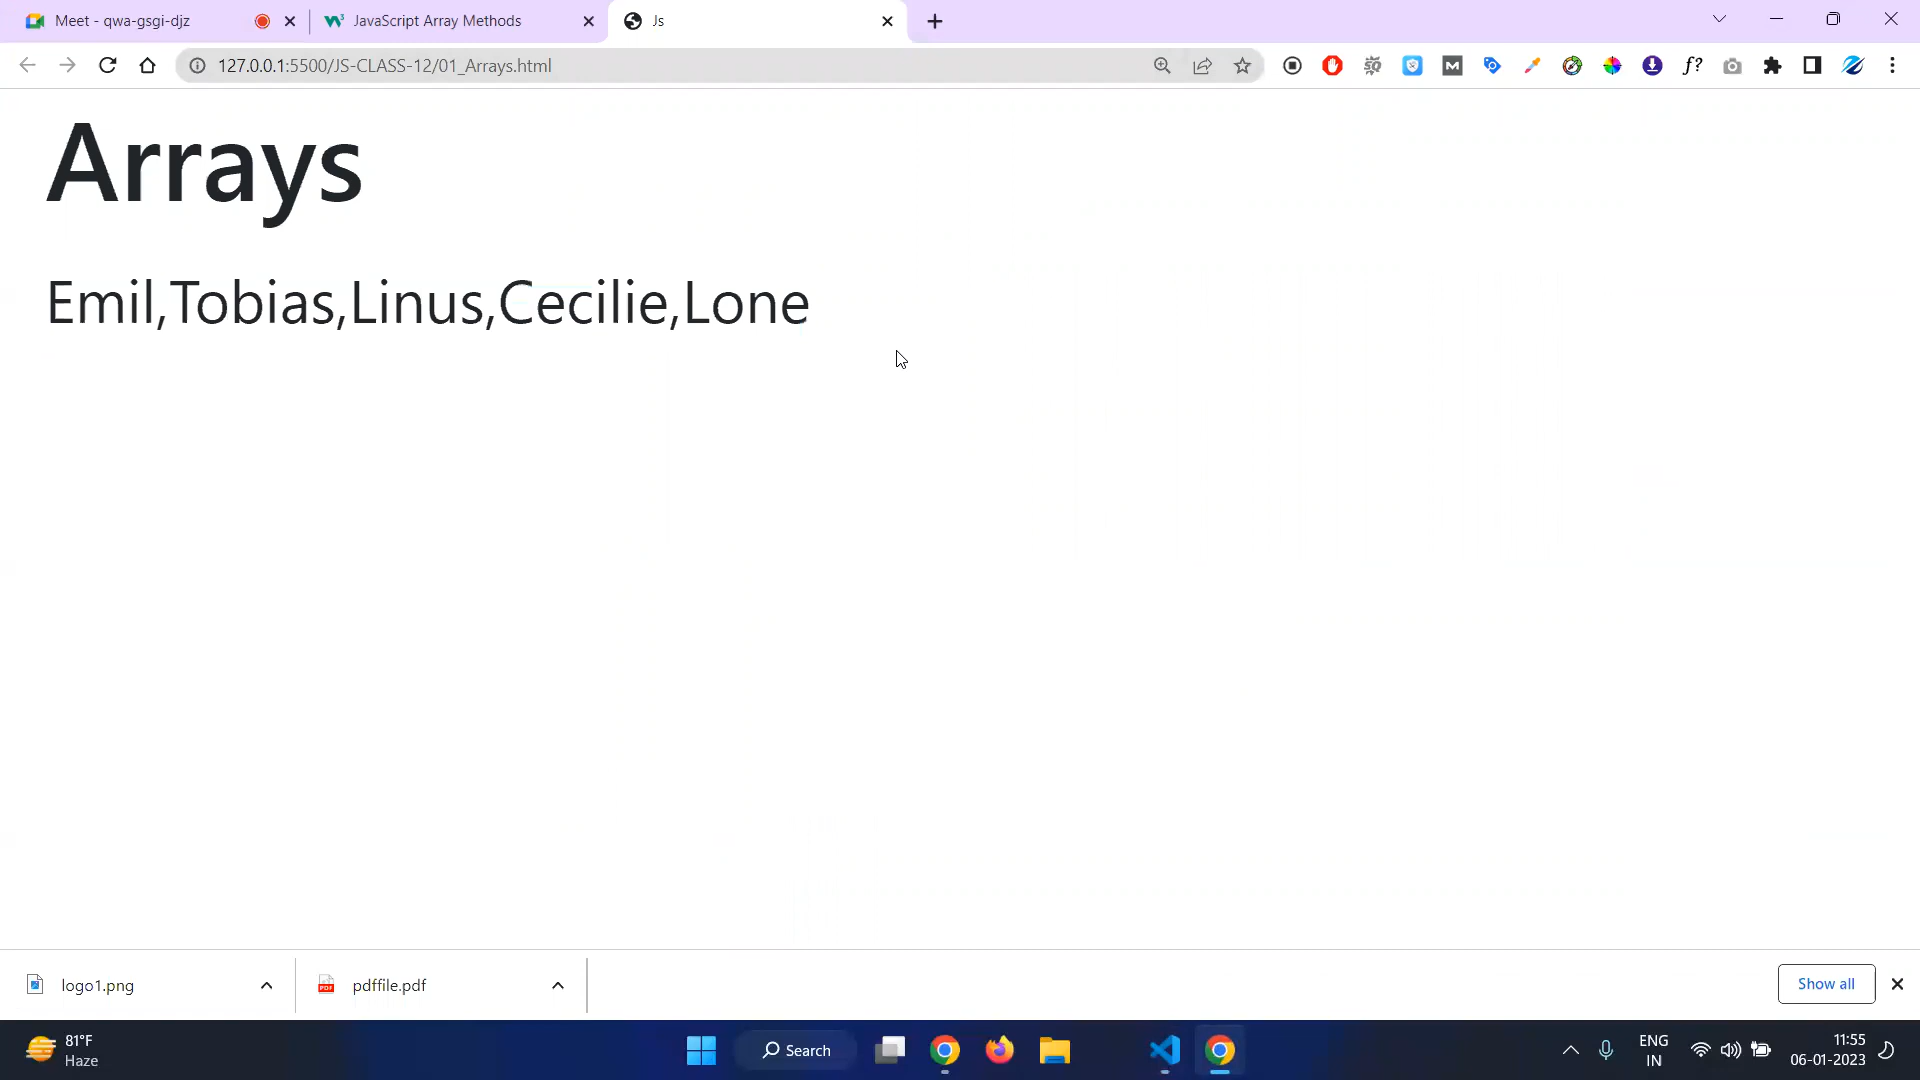 Meet - qwa-gsgi-djz
JavaScript Array Methods
Js
127.0.0.1:5500/JS-CLASS-12/01_Arrays.html
Arrays
Emil,Tobias,Linus,Cecilie,Lone
logo1.png
pdffile.pdf
Show all
81°F
Haze
Search
ENG
IN
11:55
06-01-2023